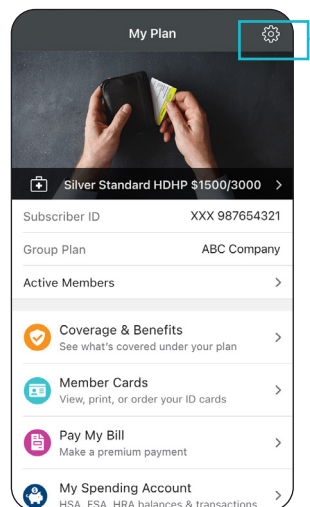 My Plan
Silver Standard HDHP $1500/3000
Subscriber ID XXX 987654321
Group Plan ABC Company
Active Members
Coverage & Benefits
See what's covered under your plan
Member Cards
View, print, or order your ID cards
Pay My Bill
Make a premium payment
My Spending Account
HSA, FSA, HRA balances & transactions